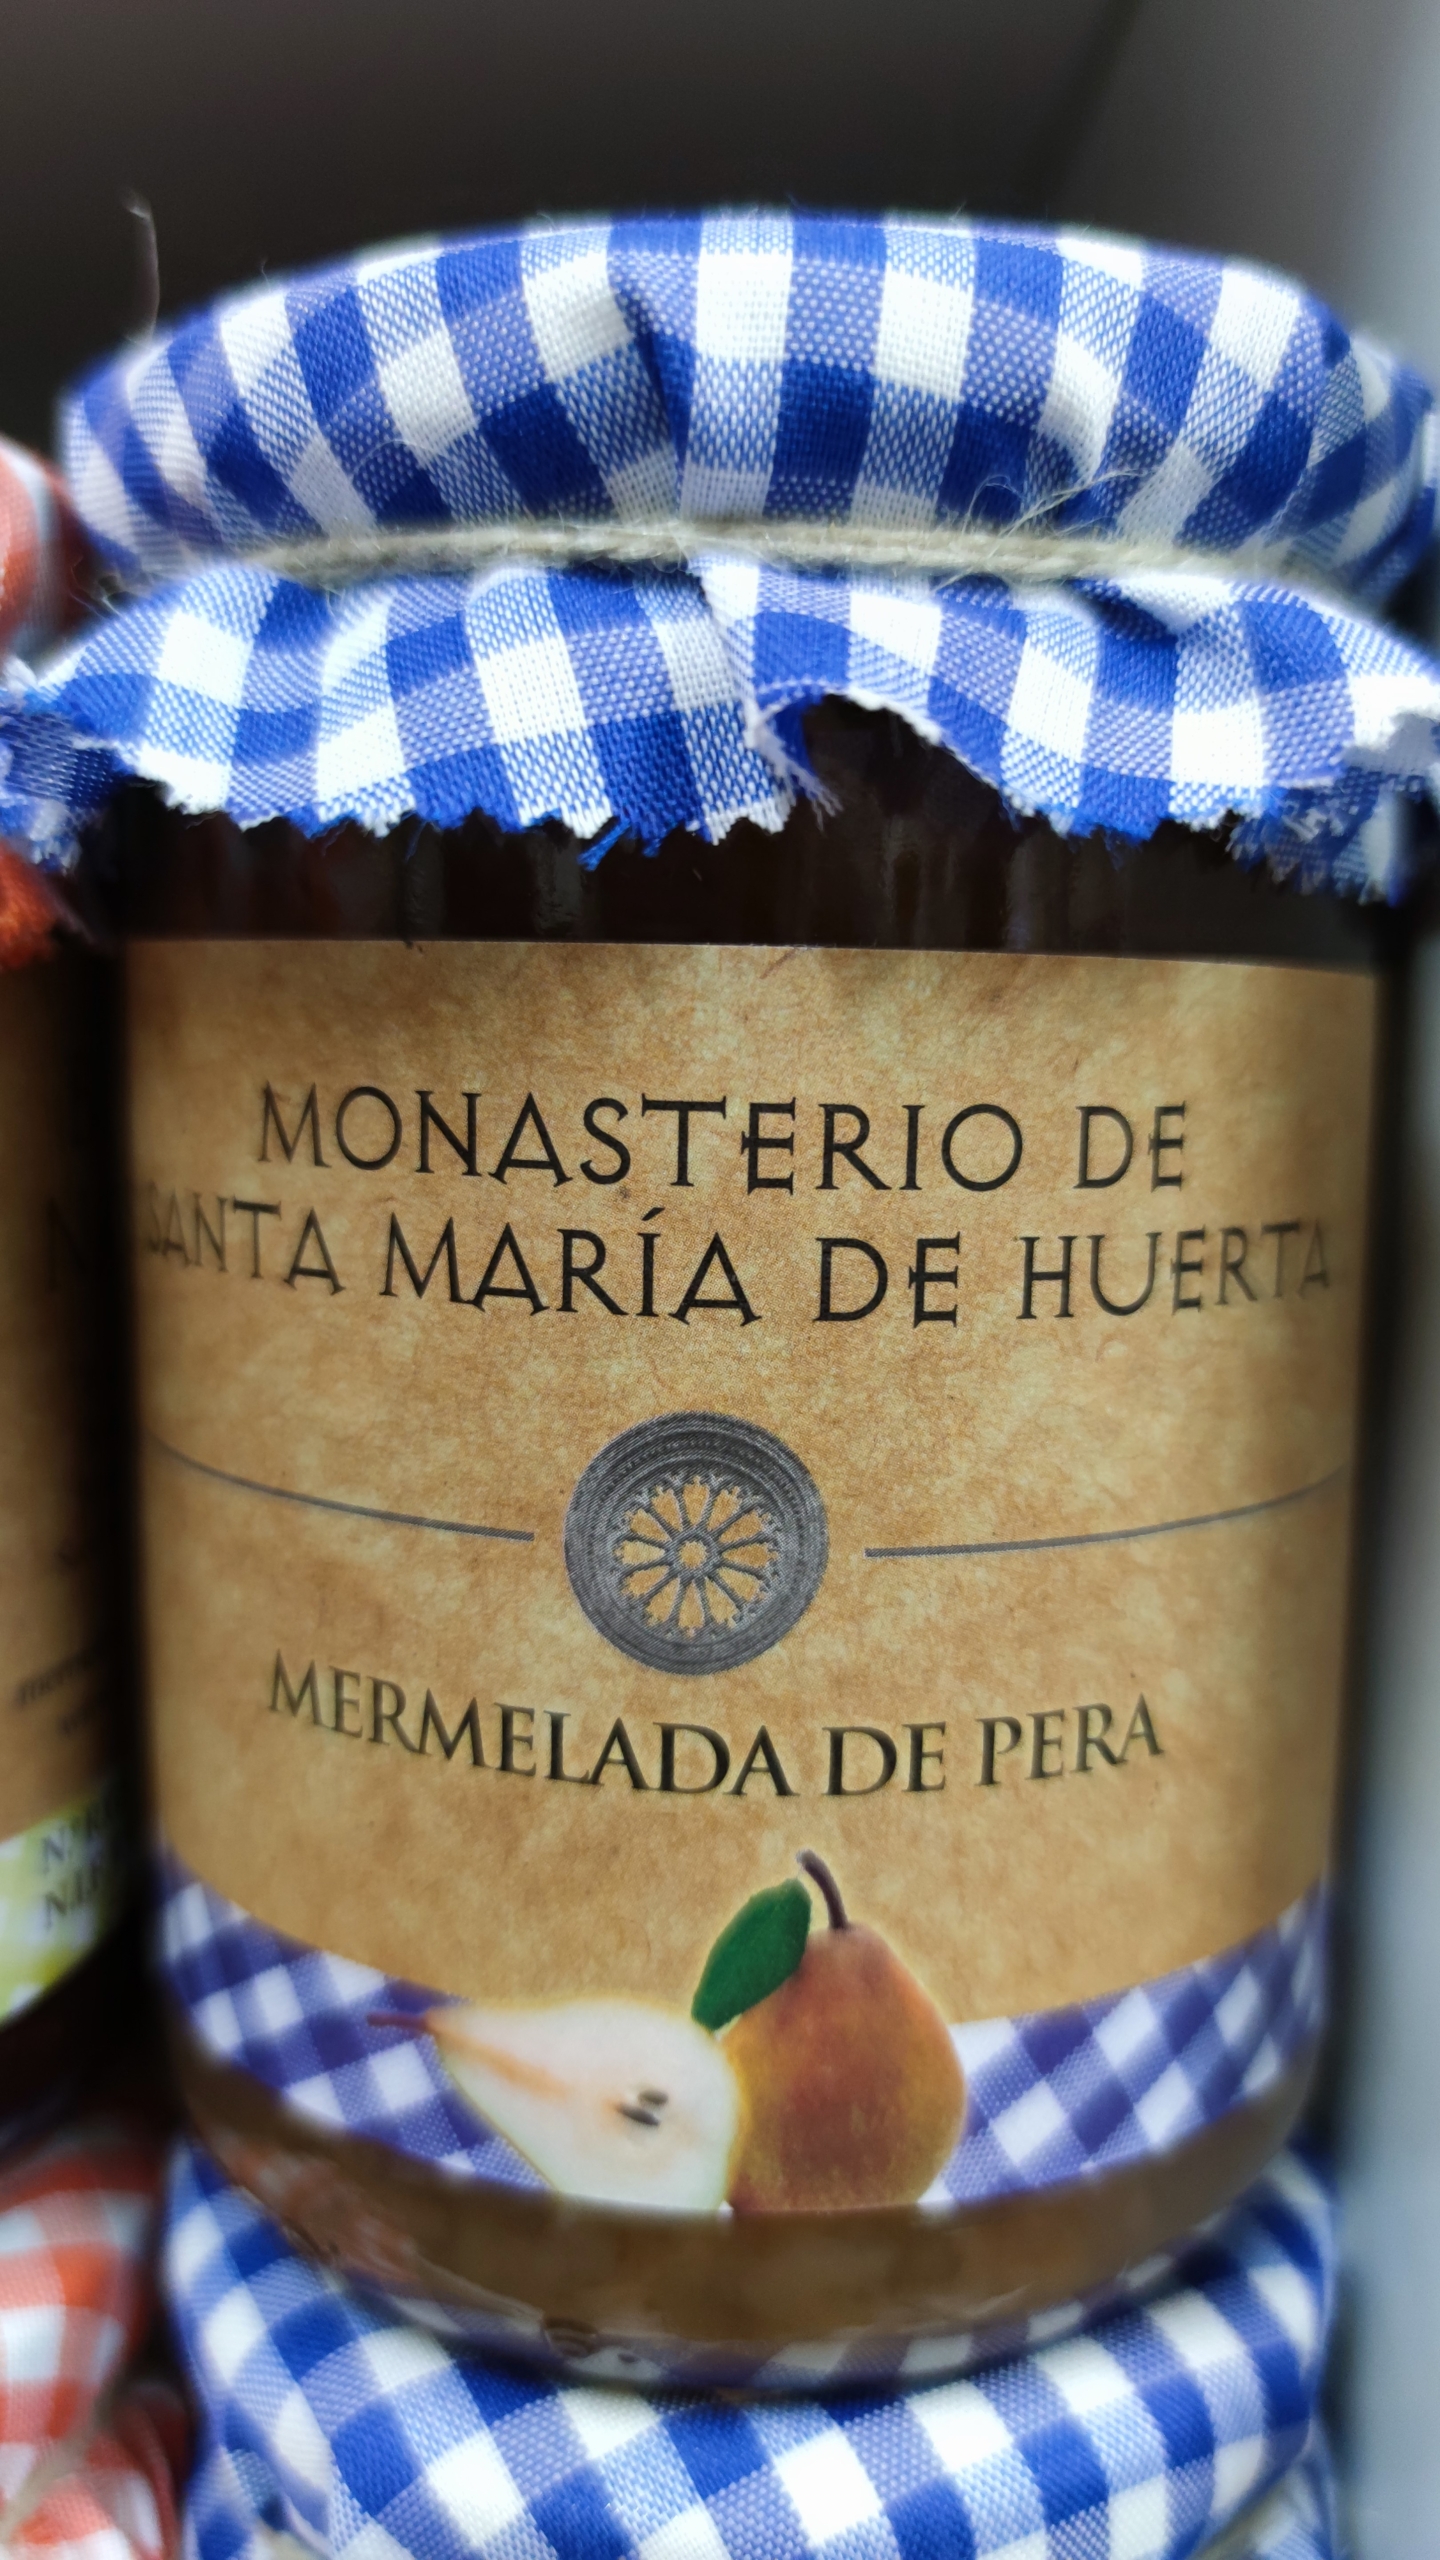 MONASTERIO DE
SANTA MARÍA DE HUERTA
MERMELADA DE PERA